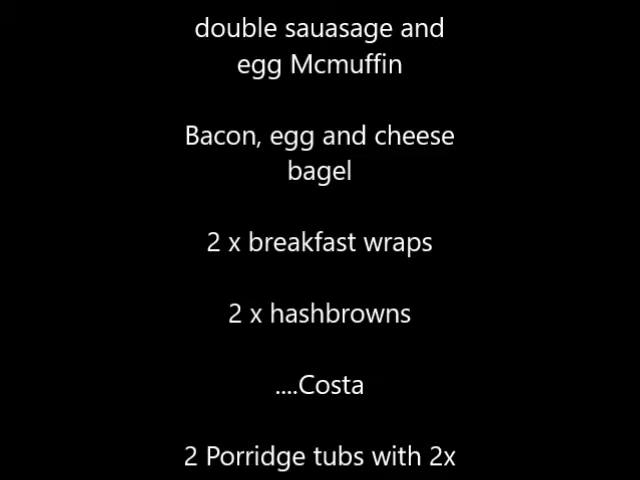 double sauasage and
egg Mcmuffin
Bacon, egg and cheese
bagel
2 x breakfast wraps
2 x hashbrowns
....Costa
2 Porridge tubs with 2x